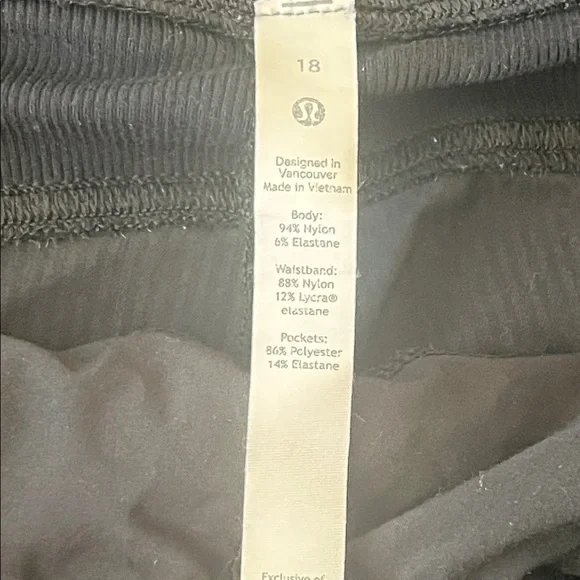 18
Designed in
Vancouver
Made in Vietnam
Body:
94% Nylon
6% Elastane
Waistband:
88% Nylon
12% Lycra®
elastane
Pockets:
86% Polyester
14% Elastane
Exclusive of